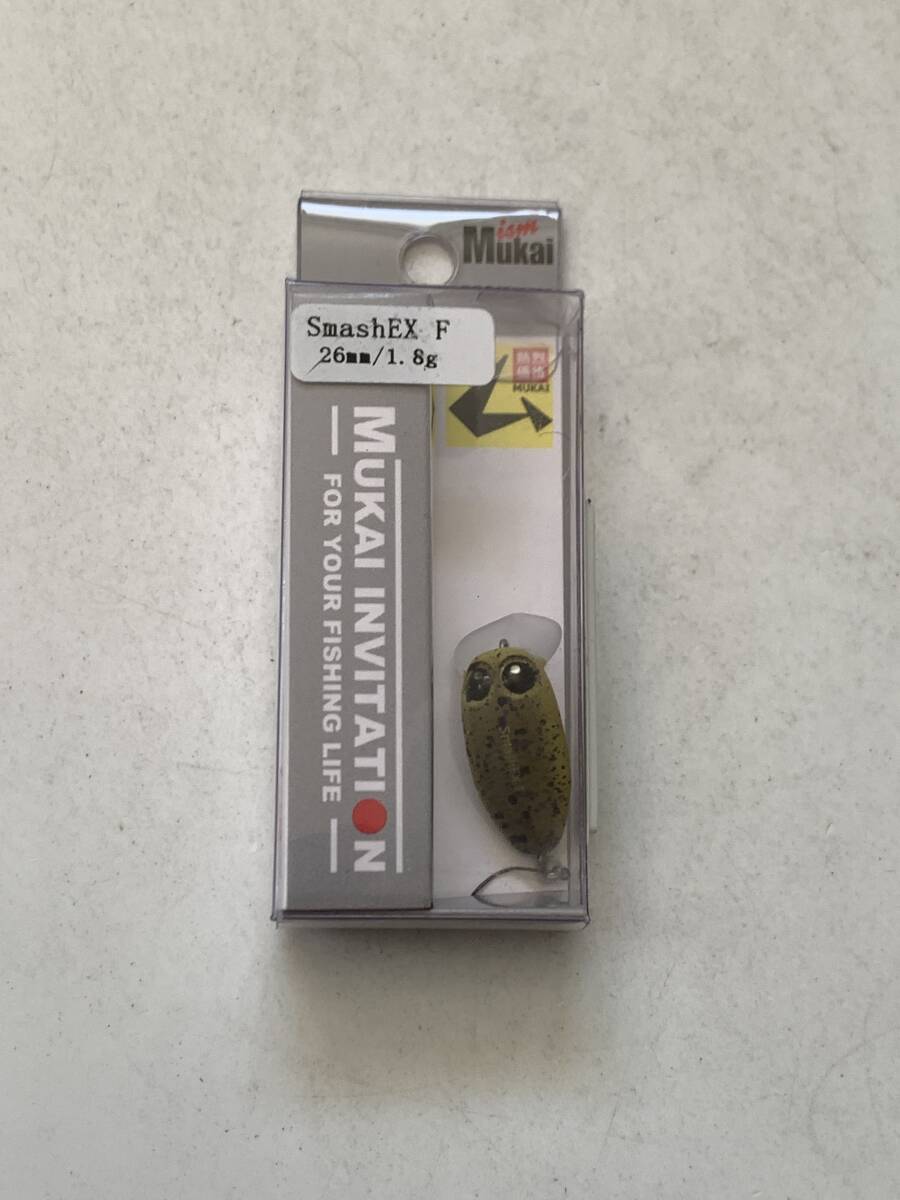 ism
Mukai
SmashEX F
26mm/1.8g
MUKAI
MUKAI INVITATION
FOR YOUR FISHING LIFE